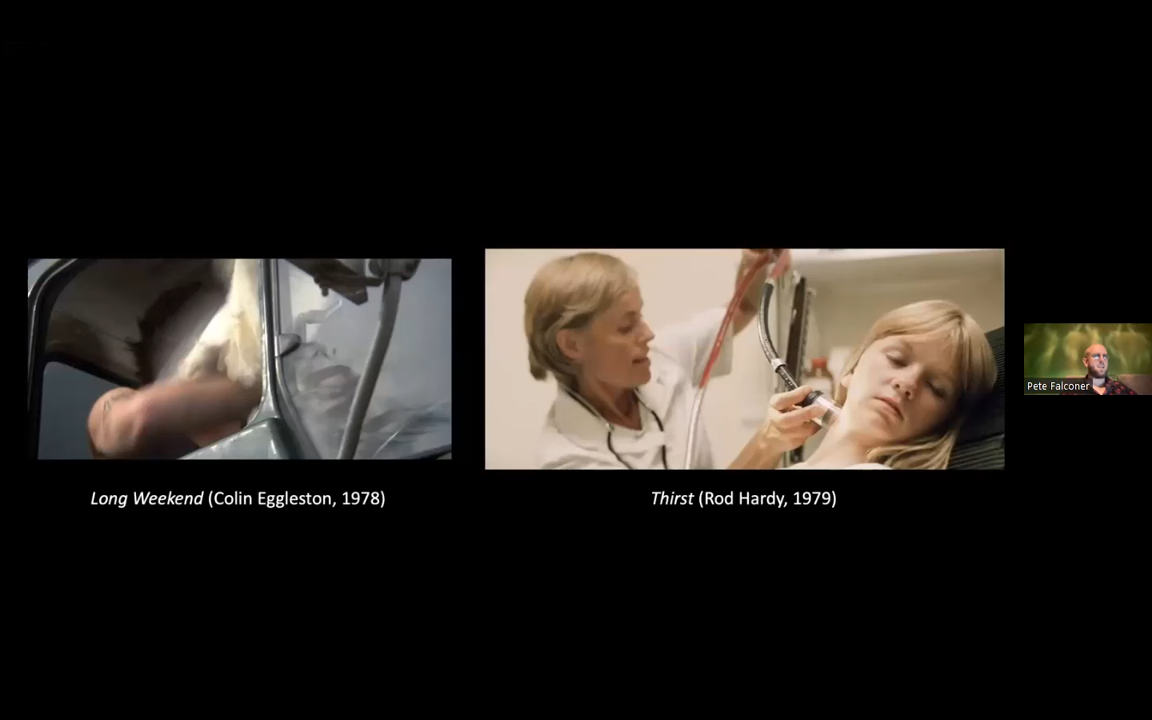 Pete Falconer
Long Weekend (Colin Eggleston, 1978)
Thirst (Rod Hardy, 1979)